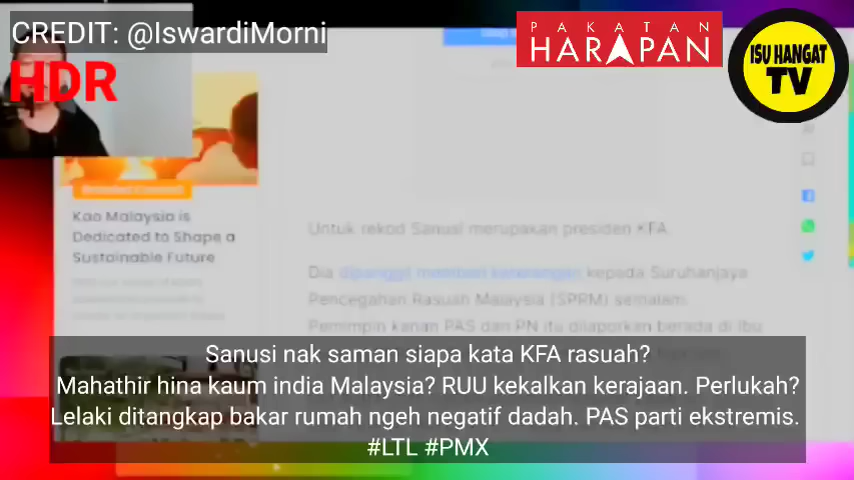 CREDIT: @IswardiMorni
HDR
PAKATAN
HARAPAN
ISU HANGAT
TV
Kao Malaysia is
Dedicated to Shape a
Sustainable Future
Untuk rekod Sanusi merupakan presiden KFA
Dia dipanggil memberi keterangan kepada Suruhanjaya
Pencegahan Rasuah Malaysia (SPRM) semalam.
Pemimpin kanan PAS dan PN itu dilaporkan berada di Ibu
Sanusi nak saman siapa kata KFA rasuah?
Mahathir hina kaum india Malaysia? RUU kekalkan kerajaan. Perlukah?
Lelaki ditangkap bakar rumah ngeh negatif dadah. PAS parti ekstremis.
#LTL #PMX